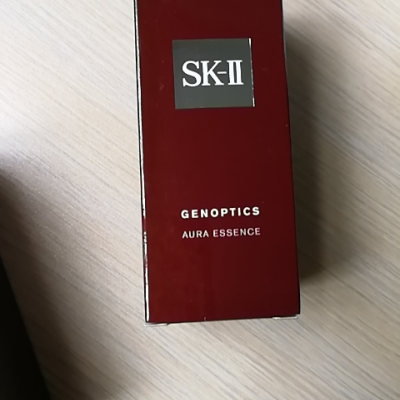 SK-II
GENOPTICS
AURA ESSENCE